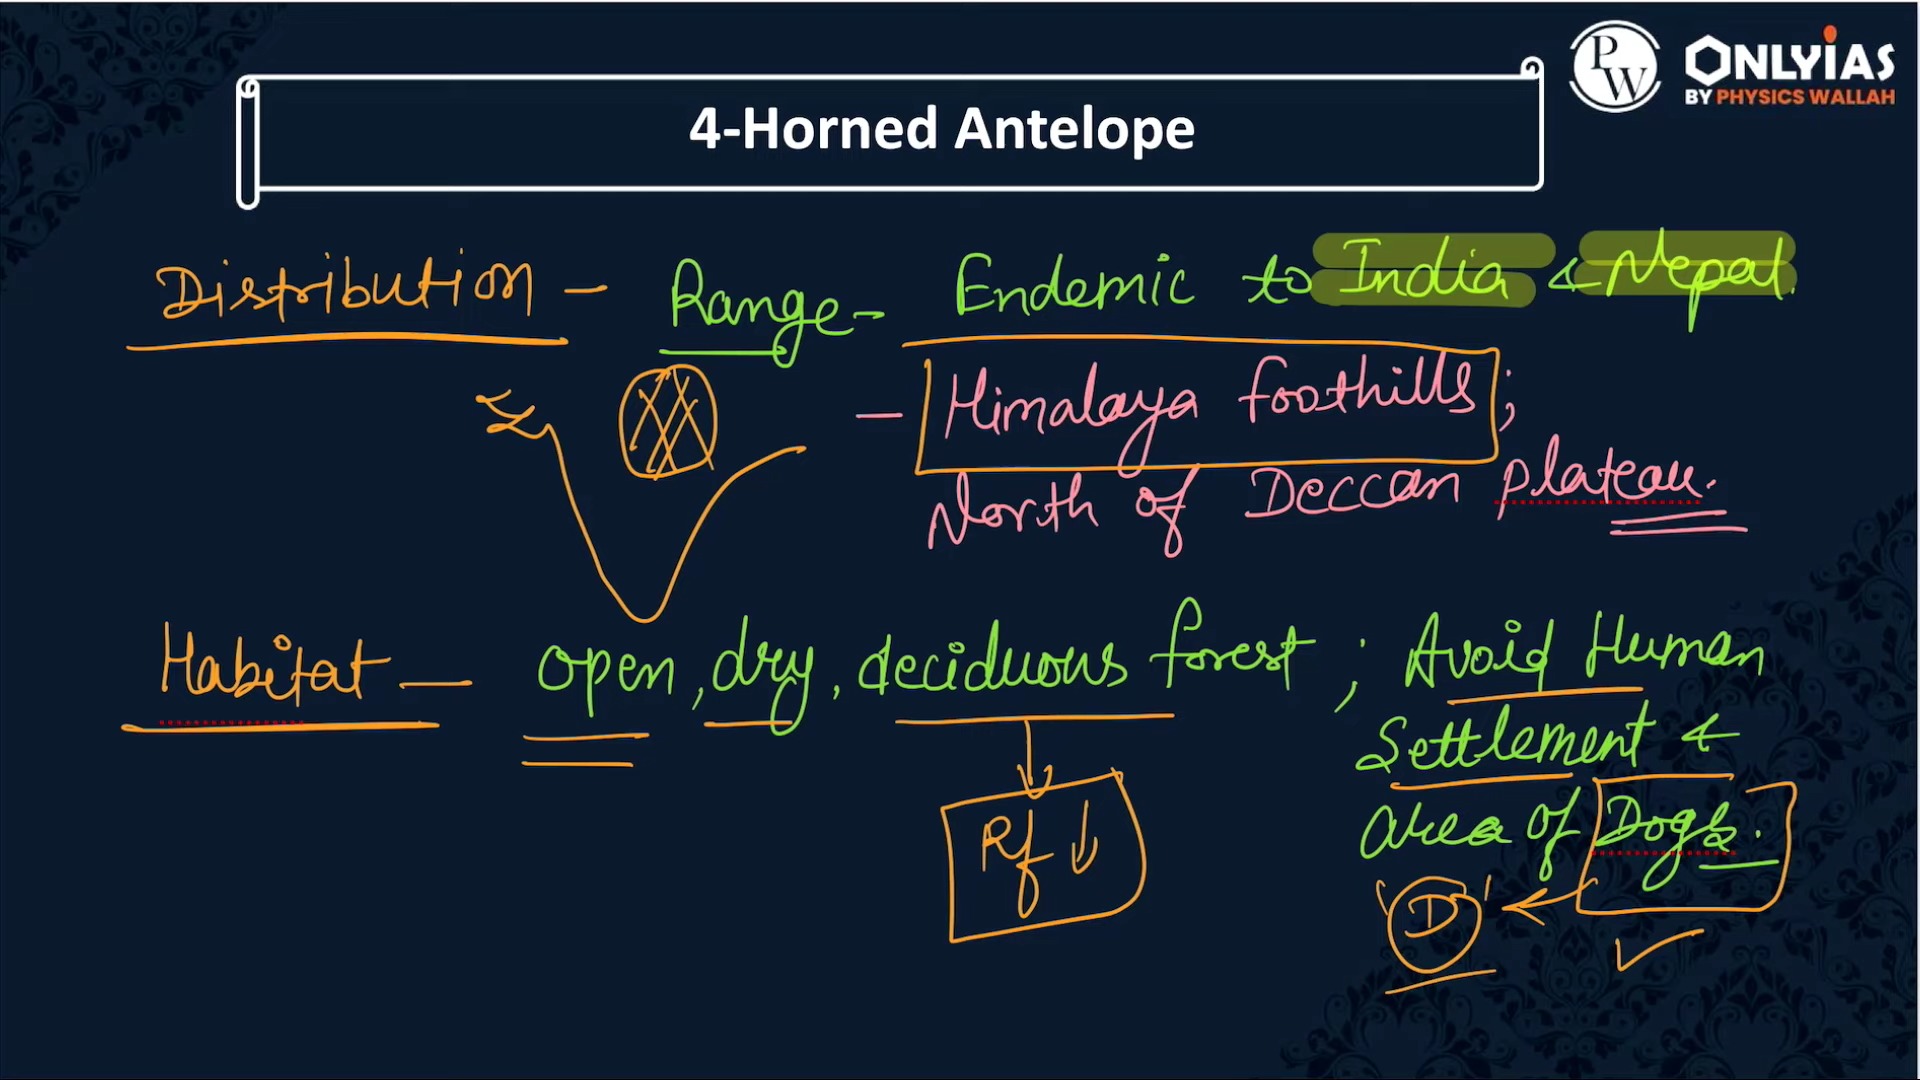 PW ONLYIAS
BY PHYSICS WALLAH
4-Horned Antelope
Distribution - Range - Endemic to India & Nepal.
- Himalaya foothills;
North of Deccan plateau.
Habitat - open, dry, deciduous forest; Avoid Human
Settlement &
area of Dogs.
Rf ↓
'D'